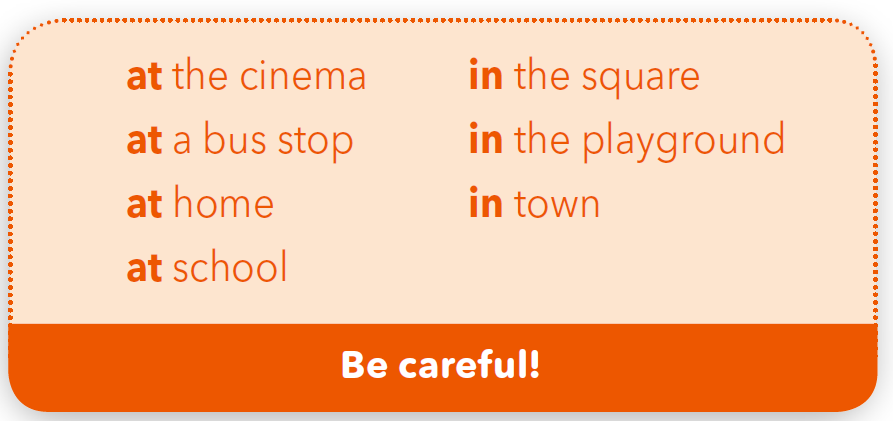 at the cinema
at a bus stop
at home
at school
in the square
in the playground
in town
Be careful!